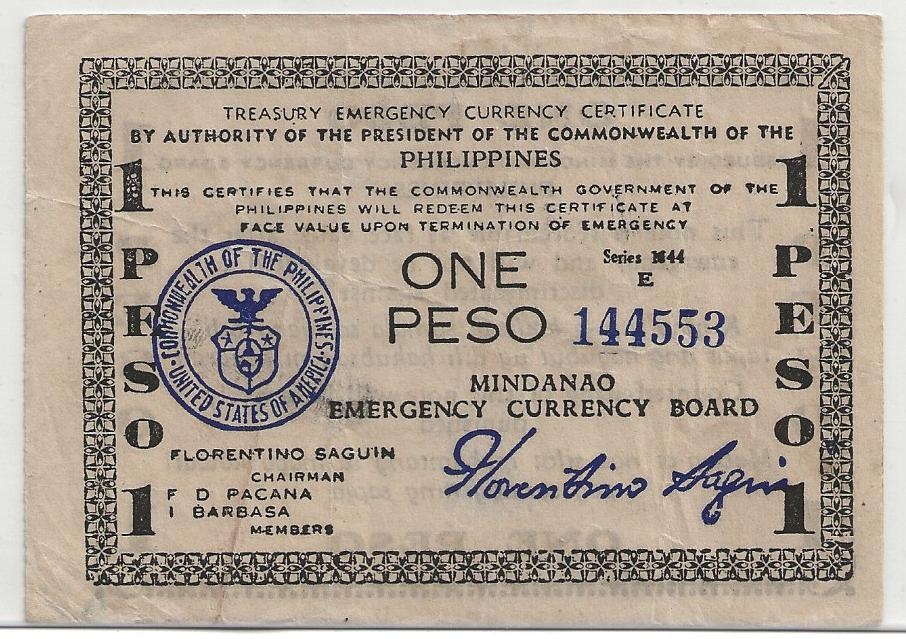 TREASURY EMERGENCY CURRENCY CERTIFICATE
BY AUTHORITY OF THE PRESIDENT OF THE COMMONWEALTH OF THE
PHILIPPINES
1
1
THIS CERTIFIES THAT THE COMMONWEALTH GOVERNMENT OF THE
PHILIPPINES WILL REDEEM THIS CERTIFICATE AT
FACE VALUE UPON TERMINATION OF EMERGENCY
PESO
PESO
COMMONWEALTH OF THE PHILIPPINES
UNITED STATES OF AMERICA
ONE
PESO
Series 1944
E
144553
MINDANAO
EMERGENCY CURRENCY BOARD
FLORENTINO SAGUIN
CHAIRMAN
F D PACANA
I BARBASA
MEMBERS
Florentino Saguin
1
1